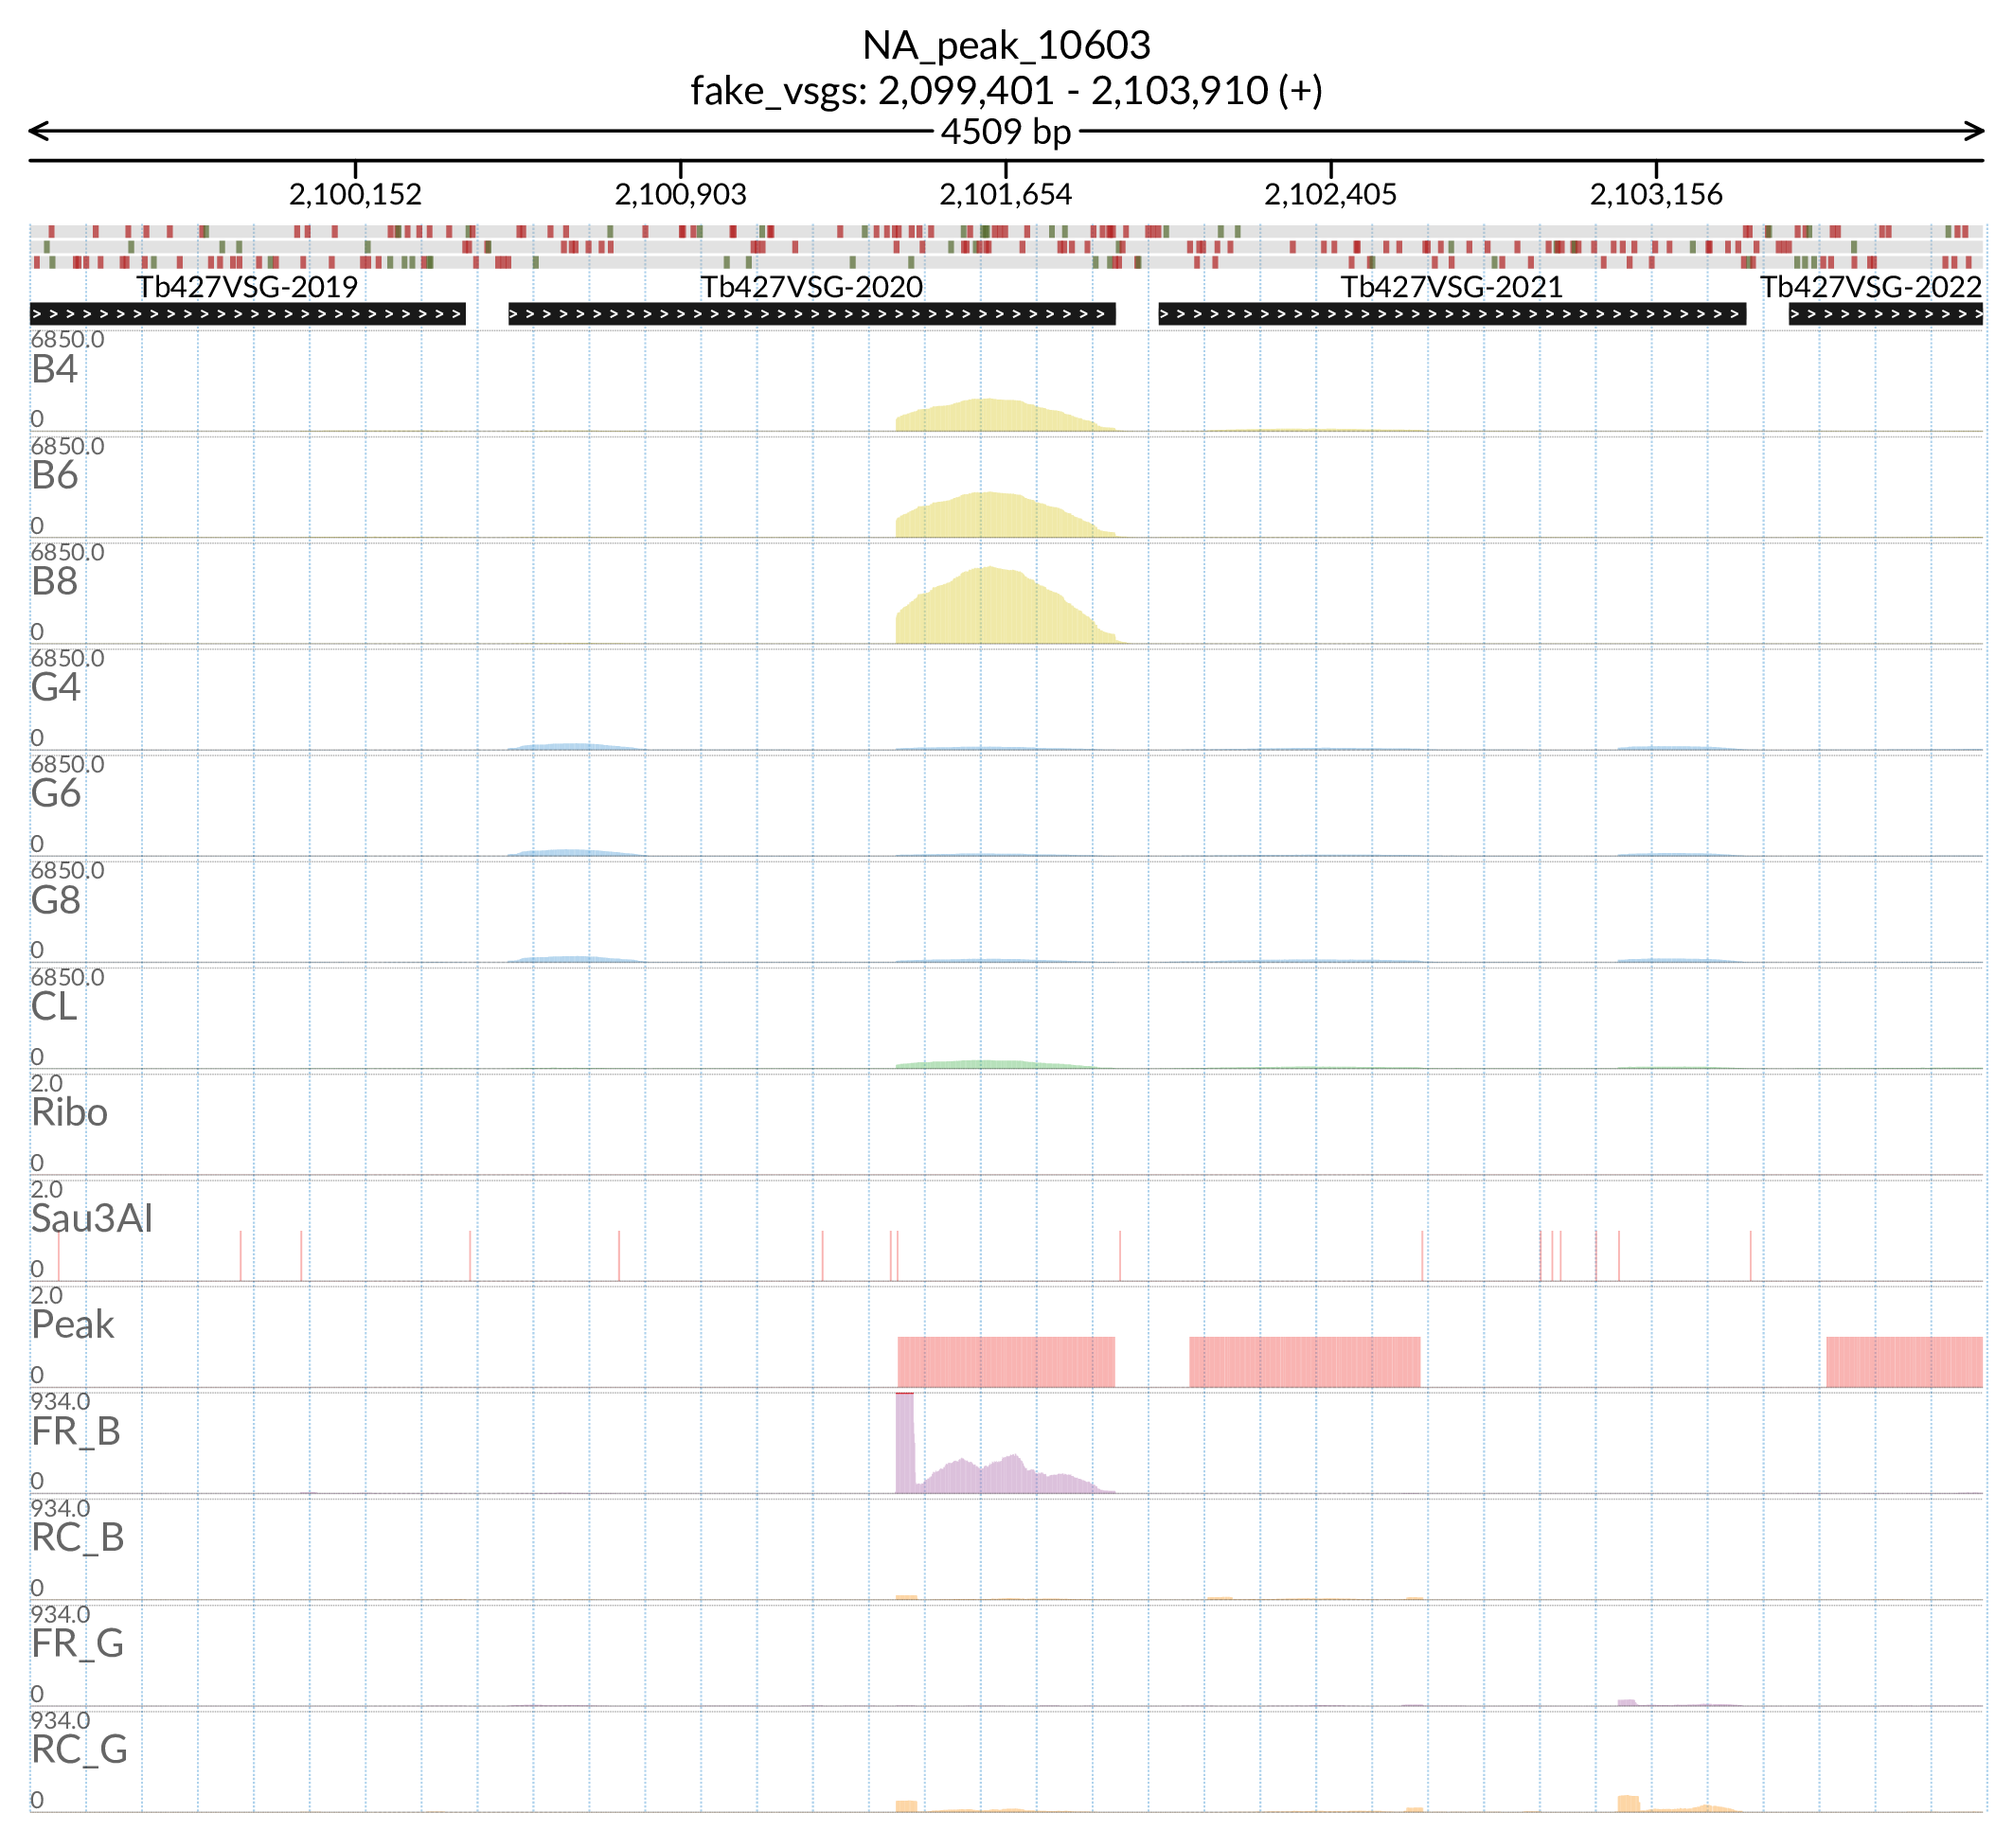 NA_peak_10603
fake_vsgs: 2,099,401 - 2,103,910 (+)
4509 bp
2,100,152 2,100,903 2,101,654 2,102,405 2,103,156
Tb427VSG-2019 Tb427VSG-2020 Tb427VSG-2021 Tb427VSG-2022
6850.0
B4
0
6850.0
B6
0
6850.0
B8
0
6850.0
G4
0
6850.0
G6
0
6850.0
G8
0
6850.0
CL
0
2.0
Ribo
0
2.0
Sau3AI
0
2.0
Peak
0
934.0
FR_B
0
934.0
RC_B
0
934.0
FR_G
0
934.0
RC_G
0